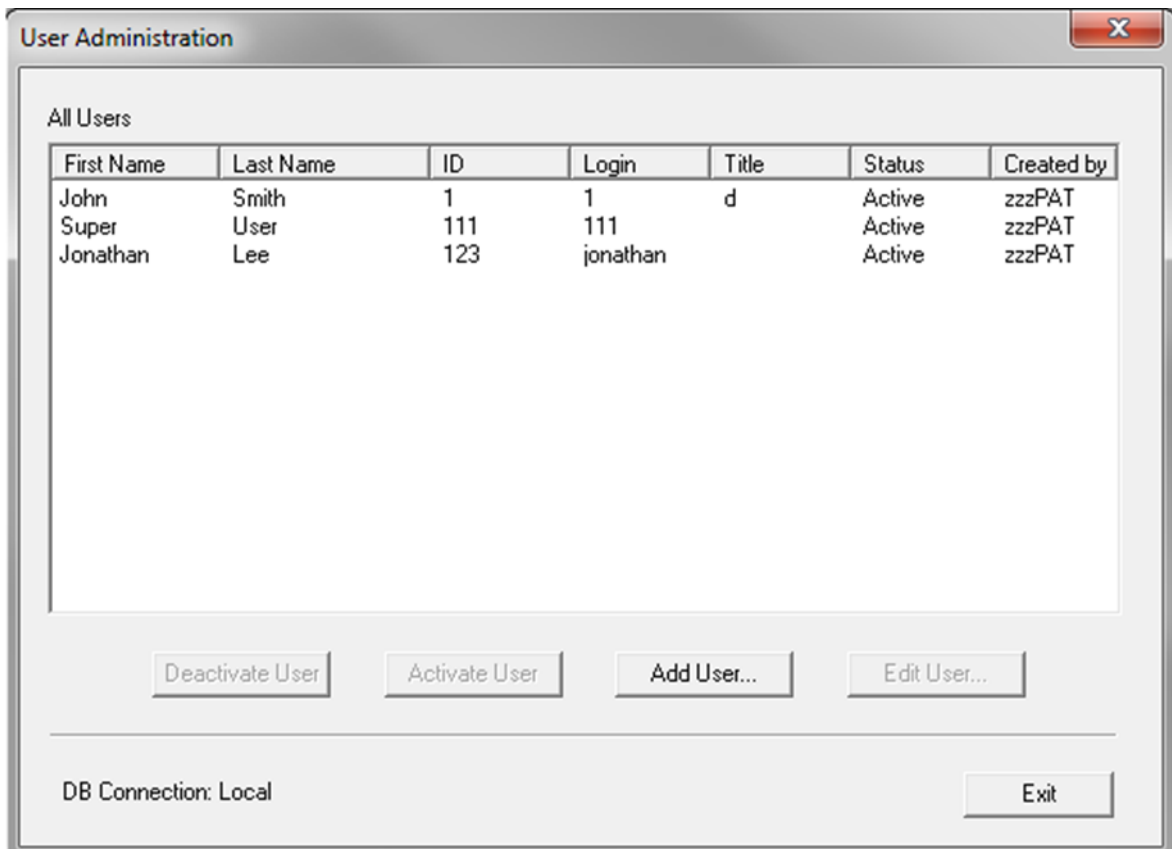 User Administration
All Users
First Name Last Name ID Login Title Status Created by
John Smith 1 1 d Active zzzPAT
Super User 111 111 Active zzzPAT
Jonathan Lee 123 jonathan Active zzzPAT
Deactivate User Activate User Add User... Edit User...
DB Connection: Local Exit